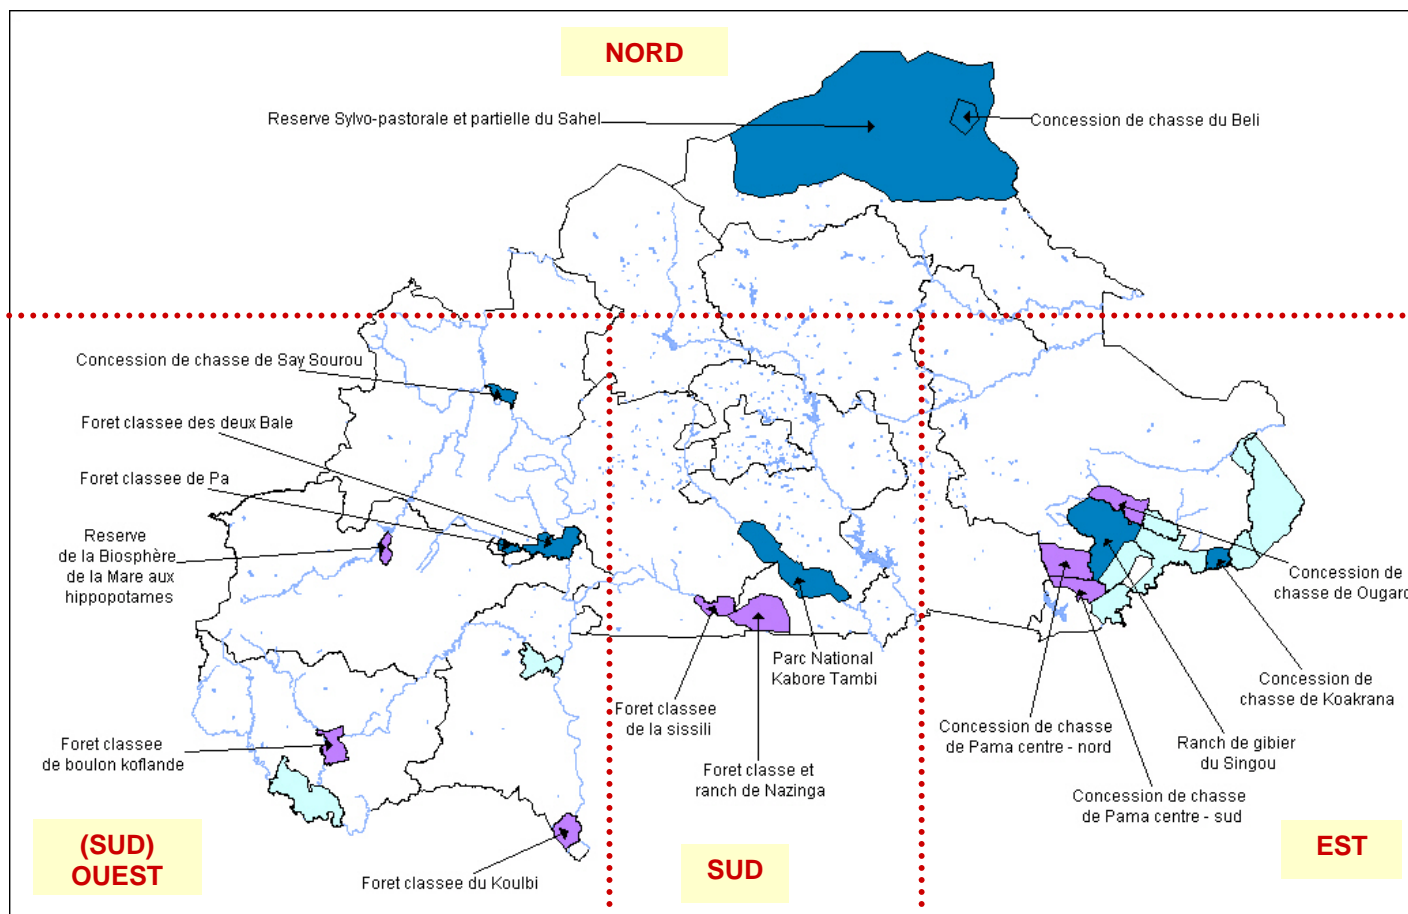 NORD
Reserve Sylvo-pastorale et partielle du Sahel
Concession de chasse du Beli
Concession de chasse de Say Sourou
Foret classee des deux Bale
Foret classee de Pa
Reserve
de la Biosphère
de la Mare aux
hippopotames
Foret classee
de boulon koflande
(SUD)
OUEST
Foret classee du Koulbi
Foret classee
de la sissili
Foret classe et
ranch de Nazinga
Parc National
Kabore Tambi
SUD
Concession de
chasse de Ougarc
Concession de
chasse de Koakrana
Concession de chasse
de Pama centre - nord
Ranch de gibier
du Singou
Concession de chasse
de Pama centre - sud
EST